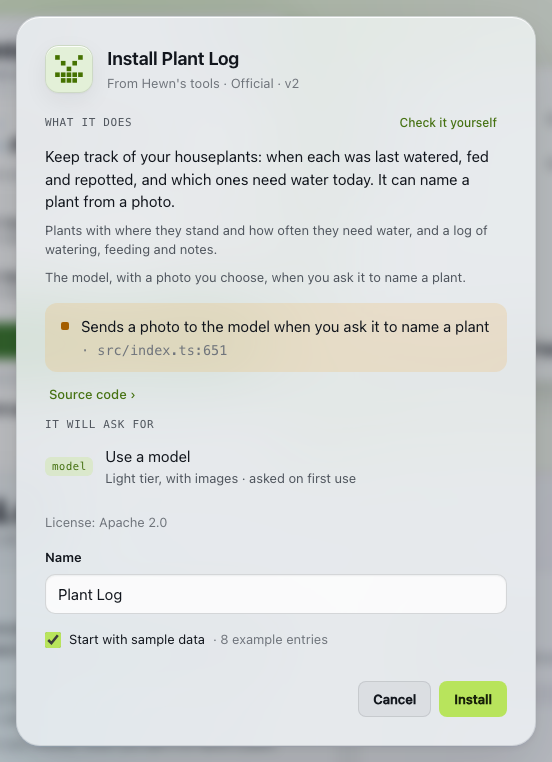 Install Plant Log
From Hewn's tools · Official · v2
WHAT IT DOES
Check it yourself
Keep track of your houseplants: when each was last watered, fed
and repotted, and which ones need water today. It can name a
plant from a photo.
Plants with where they stand and how often they need water, and a log of
watering, feeding and notes.
The model, with a photo you choose, when you ask it to name a plant.
Sends a photo to the model when you ask it to name a plant
· src/index.ts:651
Source code ›
IT WILL ASK FOR
model
Use a model
Light tier, with images · asked on first use
License: Apache 2.0
Name
Plant Log
Start with sample data · 8 example entries
Cancel
Install